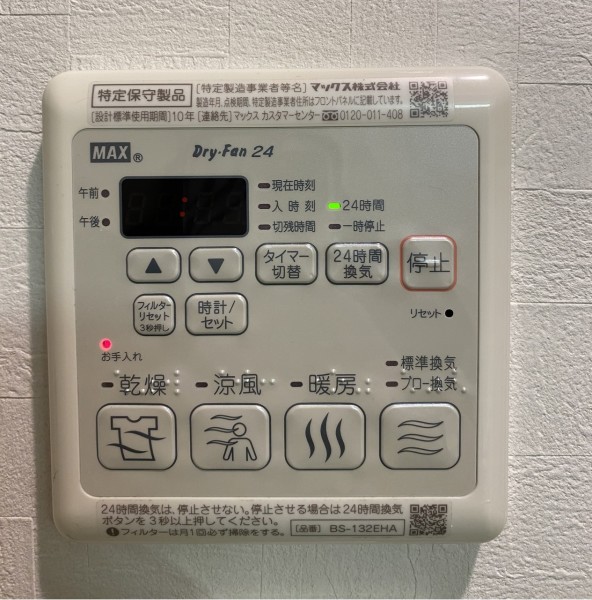 特定保守製品
[特定製造事業者等名] マックス株式会社
製造年月、点検期間、特定製造事業者住所はフロントパネルに記載しています。
[設計標準使用期間]10年 [連絡先]マックス カスタマーセンター 0120-011-408
MAX® Dry・Fan 24
午前
午後
現在時刻
入時刻
切残時間
24時間
一時停止
▲
▼
タイマー
切替
24時間
換気
停止
フィルター
リセット
3秒押し
時計/
セット
リセット
お手入れ
乾燥
涼風
暖房
標準換気
プロー換気
24時間換気は、停止させない。停止させる場合は24時間換気
ボタンを3秒以上押してください。
❶フィルターは月1回必ず掃除をする。
[品番] BS-132EHA